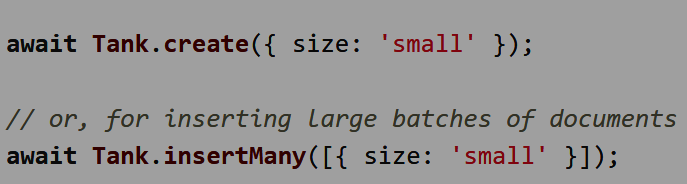 await Tank.create({ size: 'small' });
// or, for inserting large batches of documents
await Tank.insertMany([{ size: 'small' }]);